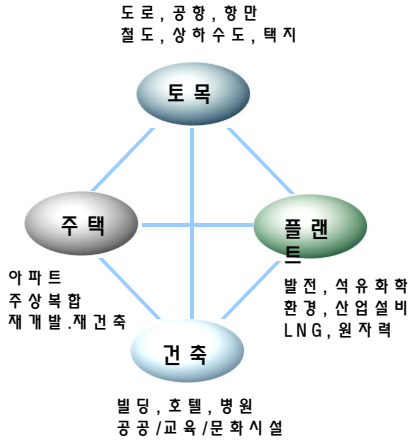 도로, 공항, 항만
철도, 상하수도, 택지
토목
주택
플랜
트
아파트
주상복합
재개발.재건축
발전, 석유화학
환경, 산업설비
LNG, 원자력
건축
빌딩, 호텔, 병원
공공/교육/문화시설